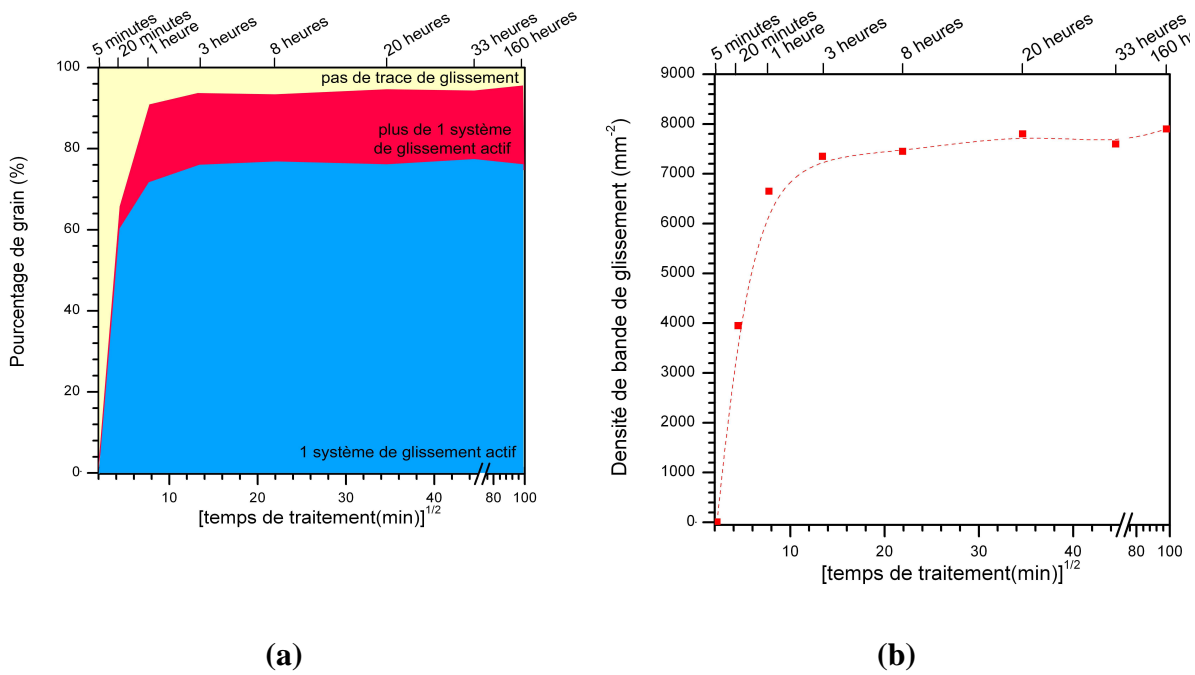 5 minutes
20 minutes
1 heure
3 heures
8 heures
20 heures
33 heures
160 heures
100
80
60
40
20
0
Pourcentage de grain (%)
pas de trace de glissement
plus de 1 système
de glissement actif
1 système de glissement actif
10 20 30 40 80 100
[temps de traitement(min)]^1/2
(a)
5 minutes
20 minutes
1 heure
3 heures
8 heures
20 heures
33 heures
160 he
9000
8000
7000
6000
5000
4000
3000
2000
1000
0
Densité de bande de glissement (mm^-2)
10 20 30 40 80 100
[temps de traitement(min)]^1/2
(b)